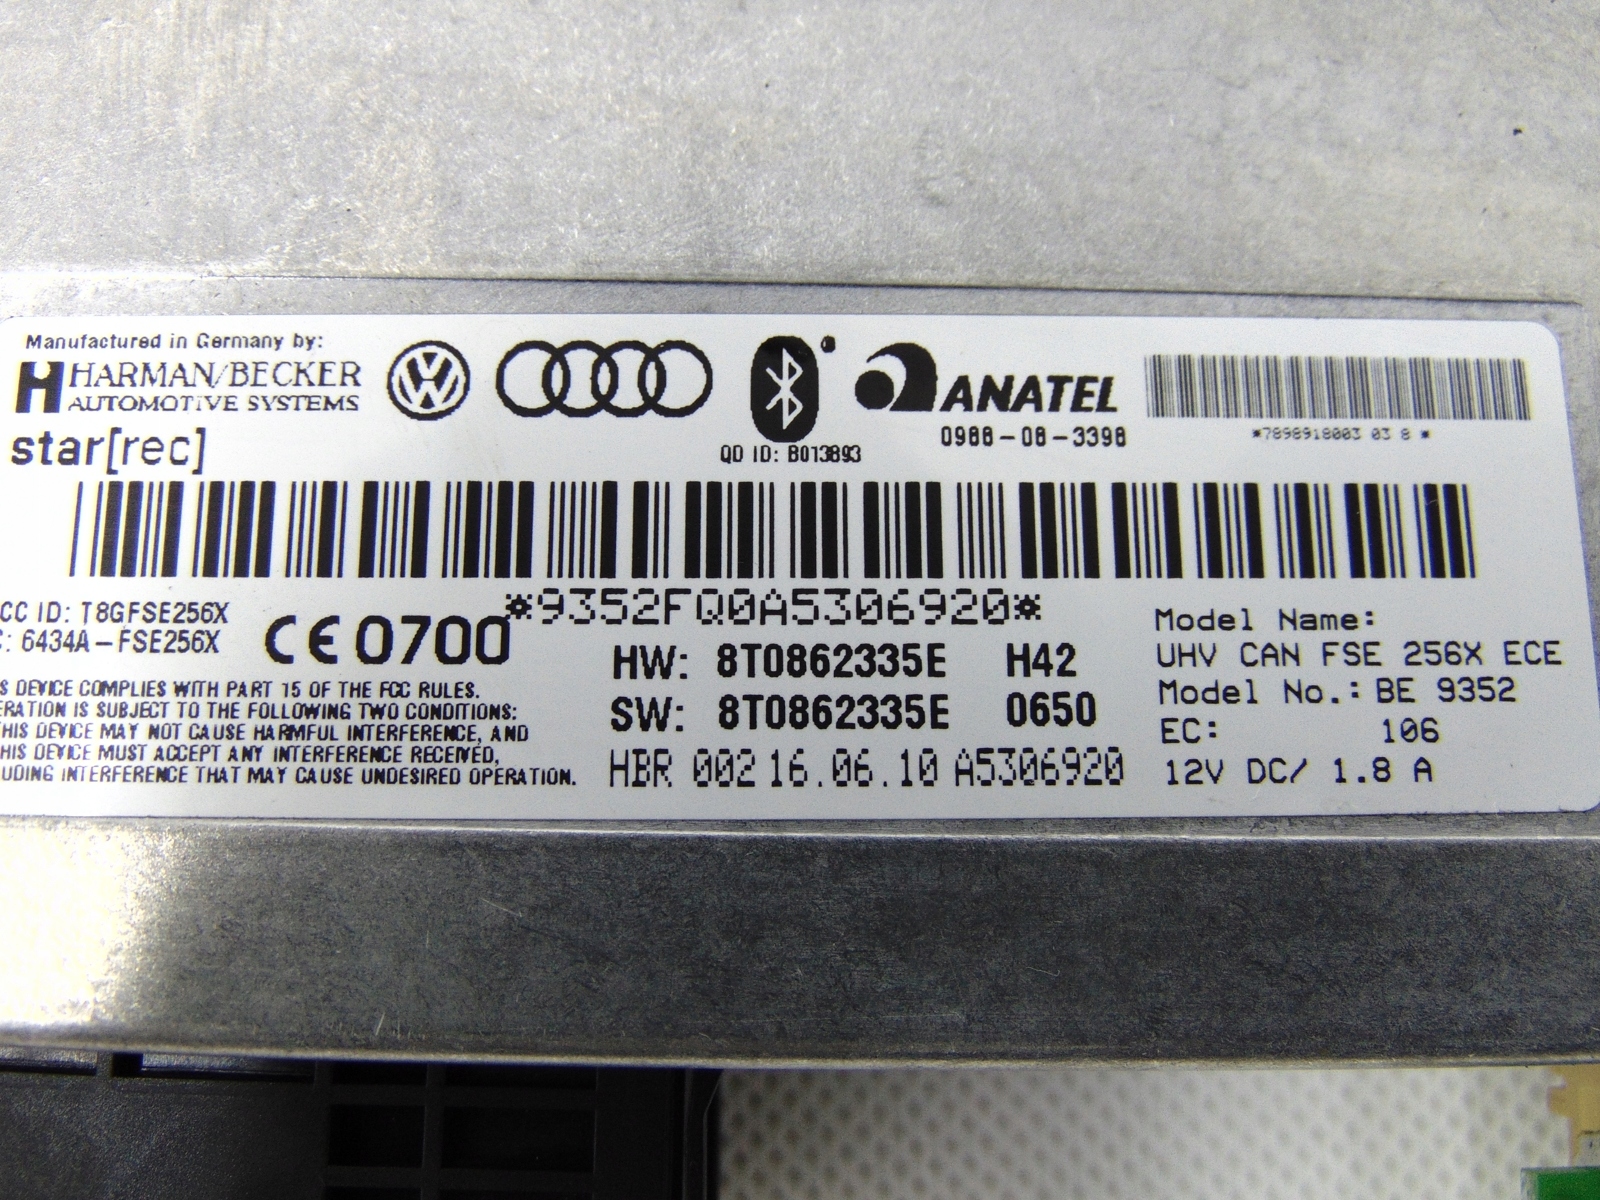 Manufactured in Germany by:
HARMAN/BECKER
AUTOMOTIVE SYSTEMS
star[rec]
QD ID: B013893
ANATEL
0988-08-3398
*7898918003 03 8 *
CC ID: T8GFSE256X
: 6434A-FSE256X
CE 0700
*9352FQ0A5306920*
HW: 8T0862335E H42
SW: 8T0862335E 0650
HBR 002 16.06.10 A5306920
Model Name:
UHV CAN FSE 256X ECE
Model No.: BE 9352
EC: 106
12V DC/ 1.8 A
S DEVICE COMPLIES WITH PART 15 OF THE FCC RULES.
ERATION IS SUBJECT TO THE FOLLOWING TWO CONDITIONS:
HIS DEVICE MAY NOT CAUSE HARMFUL INTERFERENCE, AND
HIS DEVICE MUST ACCEPT ANY INTERFERENCE RECEIVED,
UDING INTERFERENCE THAT MAY CAUSE UNDESIRED OPERATION.